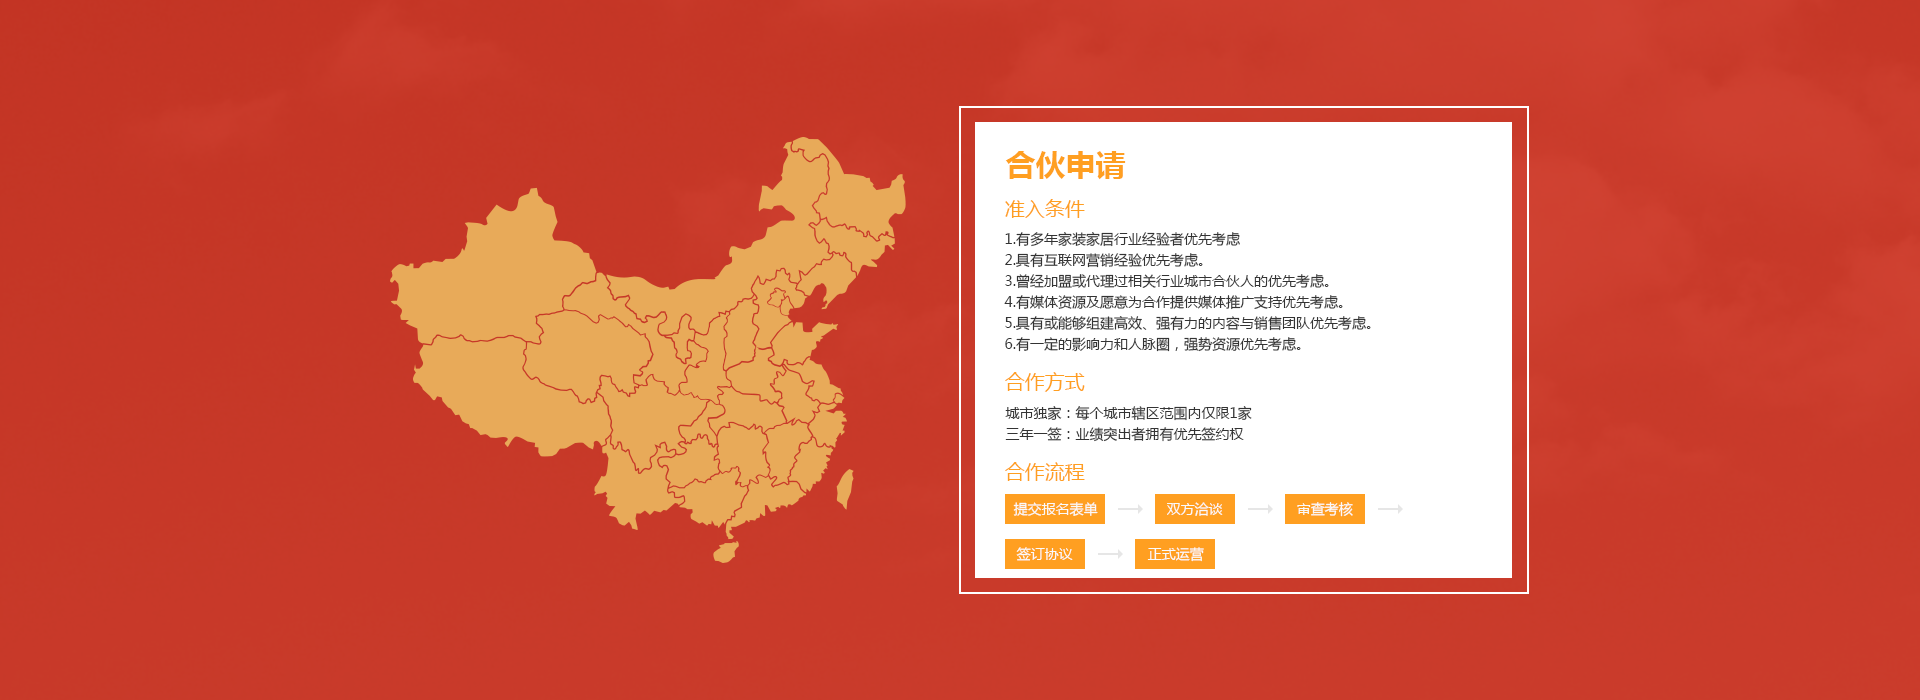 合伙申请
准入条件
1.有多年家装家居行业经验者优先考虑
2.具有互联网营销经验优先考虑。
3.曾经加盟或代理过相关行业城市合伙人的优先考虑。
4.有媒体资源及愿意为合作提供媒体推广支持优先考虑。
5.具有或能够组建高效、强有力的内容与销售团队优先考虑。
6.有一定的影响力和人脉圈，强势资源优先考虑。
合作方式
城市独家：每个城市辖区范围内仅限1家
三年一签：业绩突出者拥有优先签约权
合作流程
提交报名表单 双方洽谈 审查考核
签订协议 正式运营